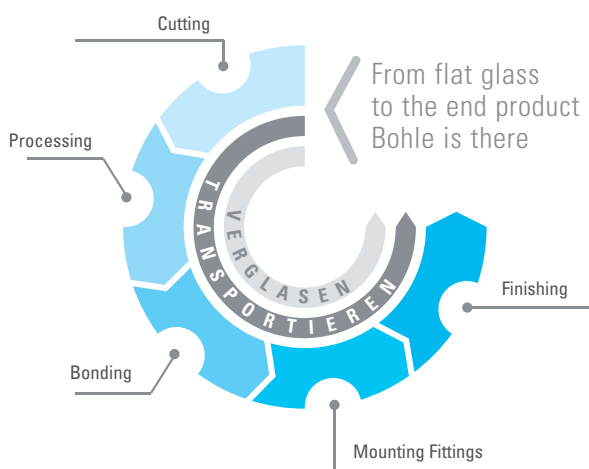 Cutting
From flat glass
to the end product
Bohle is there
Processing
TRANSPORTIEREN
VERGLASEN
Finishing
Bonding
Mounting Fittings